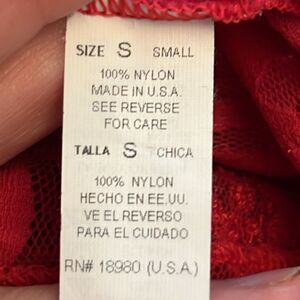 SIZE S SMALL
100% NYLON
MADE IN U.S.A.
SEE REVERSE
FOR CARE
TALLA S CHICA
100% NYLON
HECHO EN EE.UU.
VE EL REVERSO
PARA EL CUIDADO
RN# 18980 (U.S.A.)